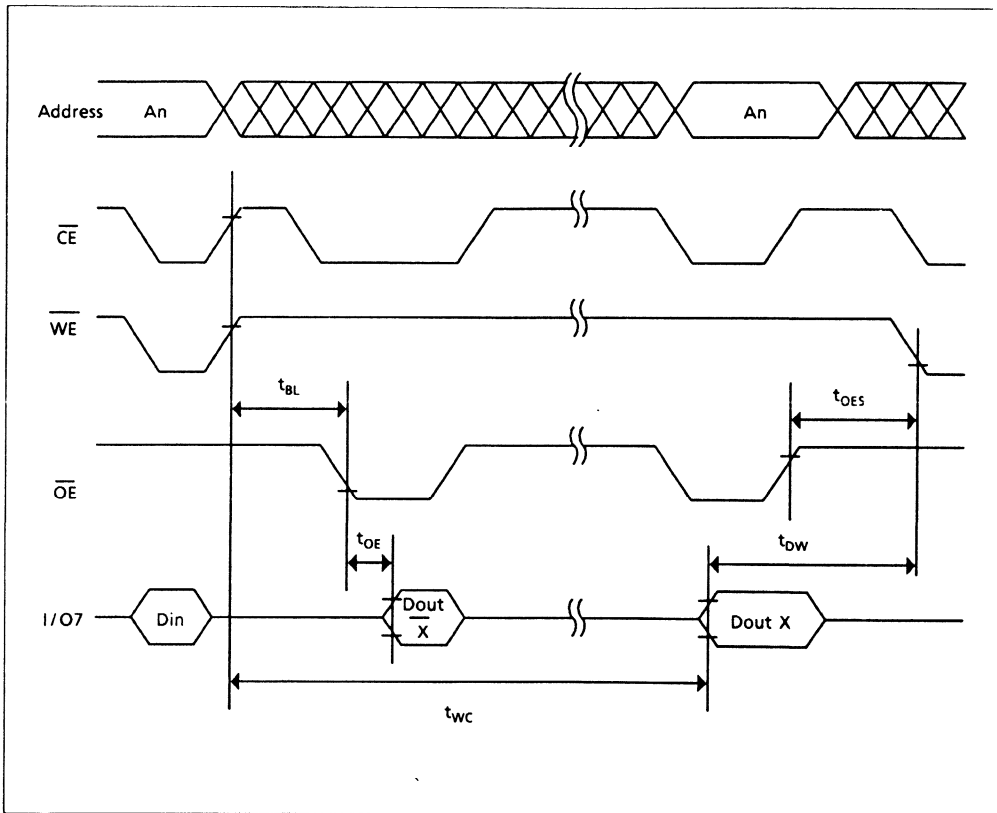 Address An An
CE
WE
tBL
tOES
OE
tOE
tDW
I/O7 Din Dout X Dout X
tWC